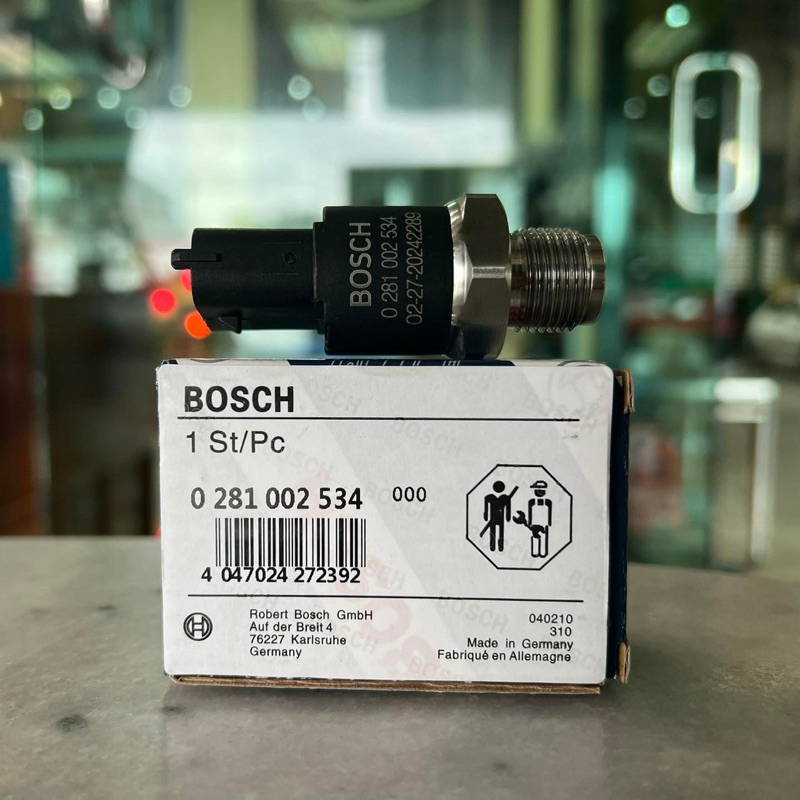 BOSCH
0 281 002 534
02-27-20242289
BOSCH
1 St/Pc
0 281 002 534 000
4 047024 272392
Robert Bosch GmbH
Auf der Breit 4
76227 Karlsruhe
Germany
040210
310
Made in Germany
Fabriqué en Allemagne